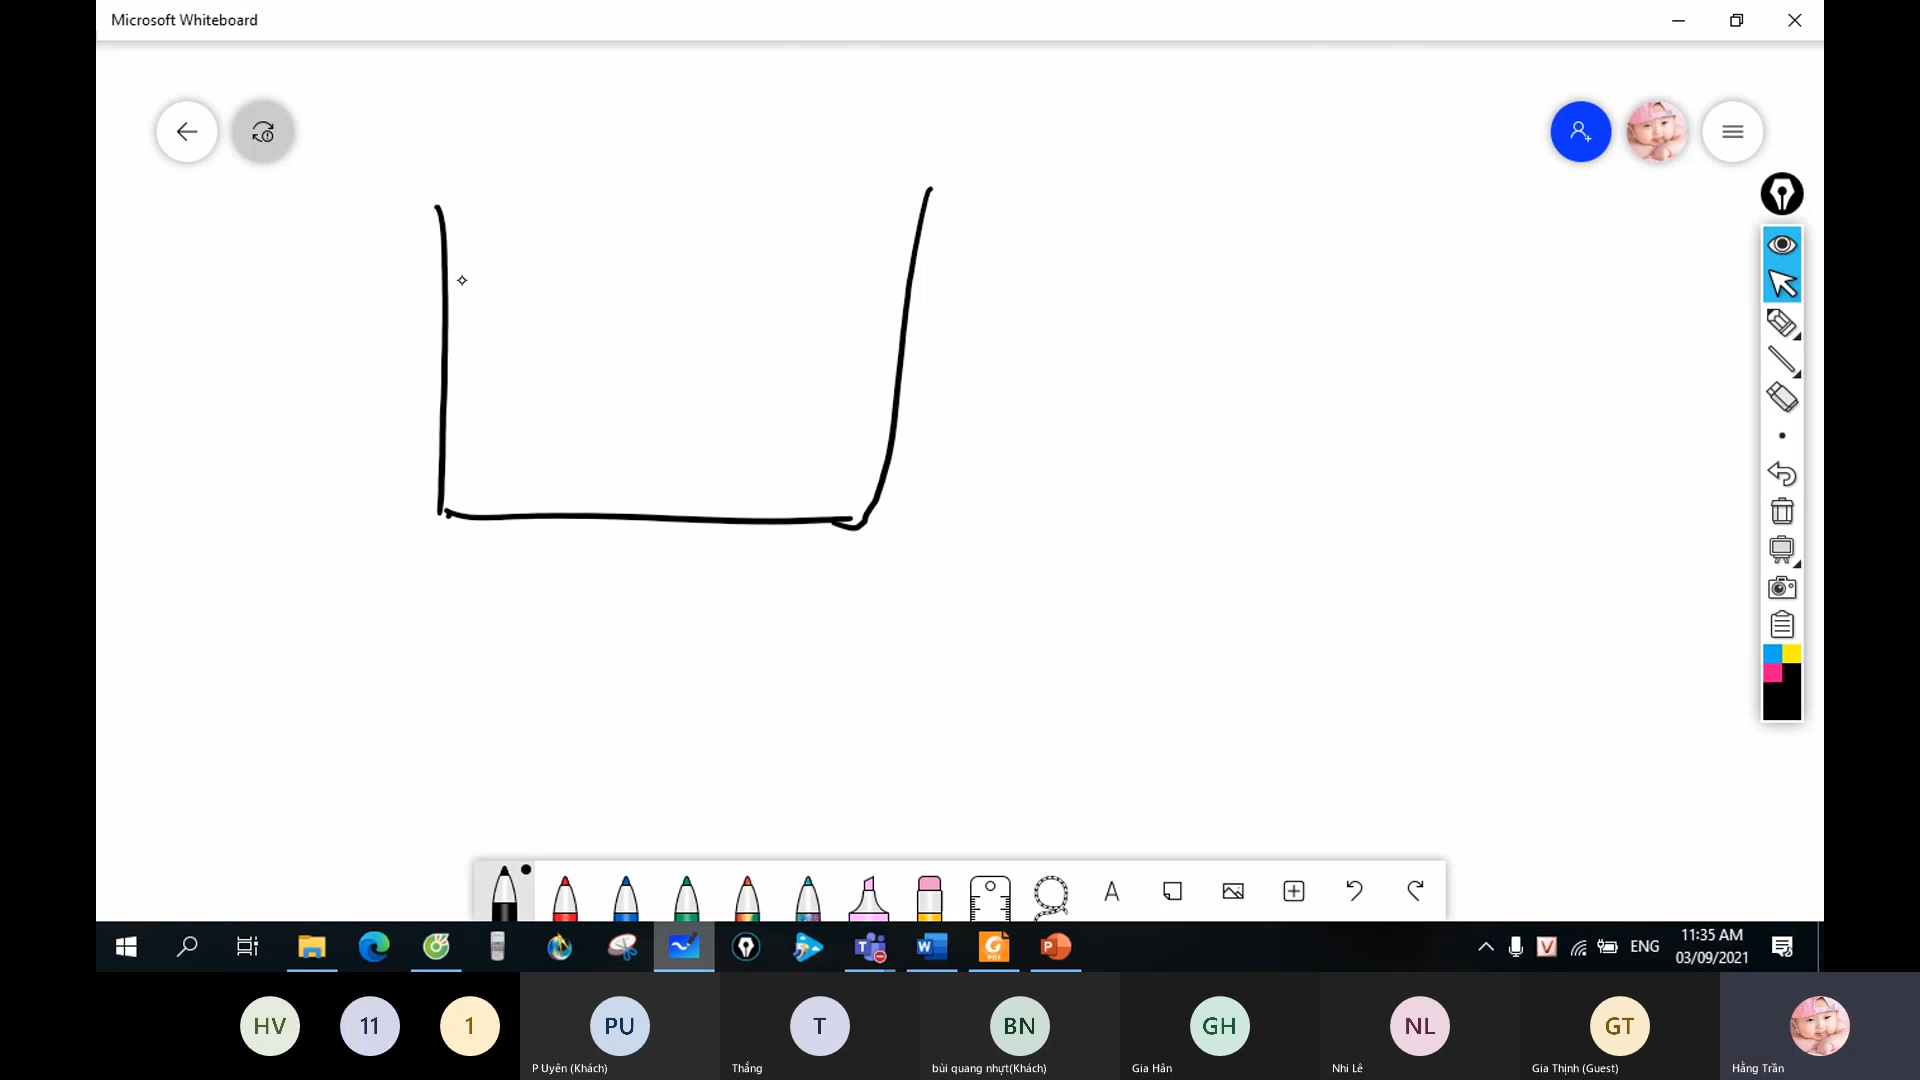 Microsoft Whiteboard
A
W
G
PDF
P
V
ENG
11:35 AM
03/09/2021
HV
11
1
PU
T
BN
GH
NL
GT
P Uyên (Khách)
Thắng
bùi quang nhựt(Khách)
Gia Hân
Nhi Lê
Gia Thịnh (Guest)
Hằng Trần